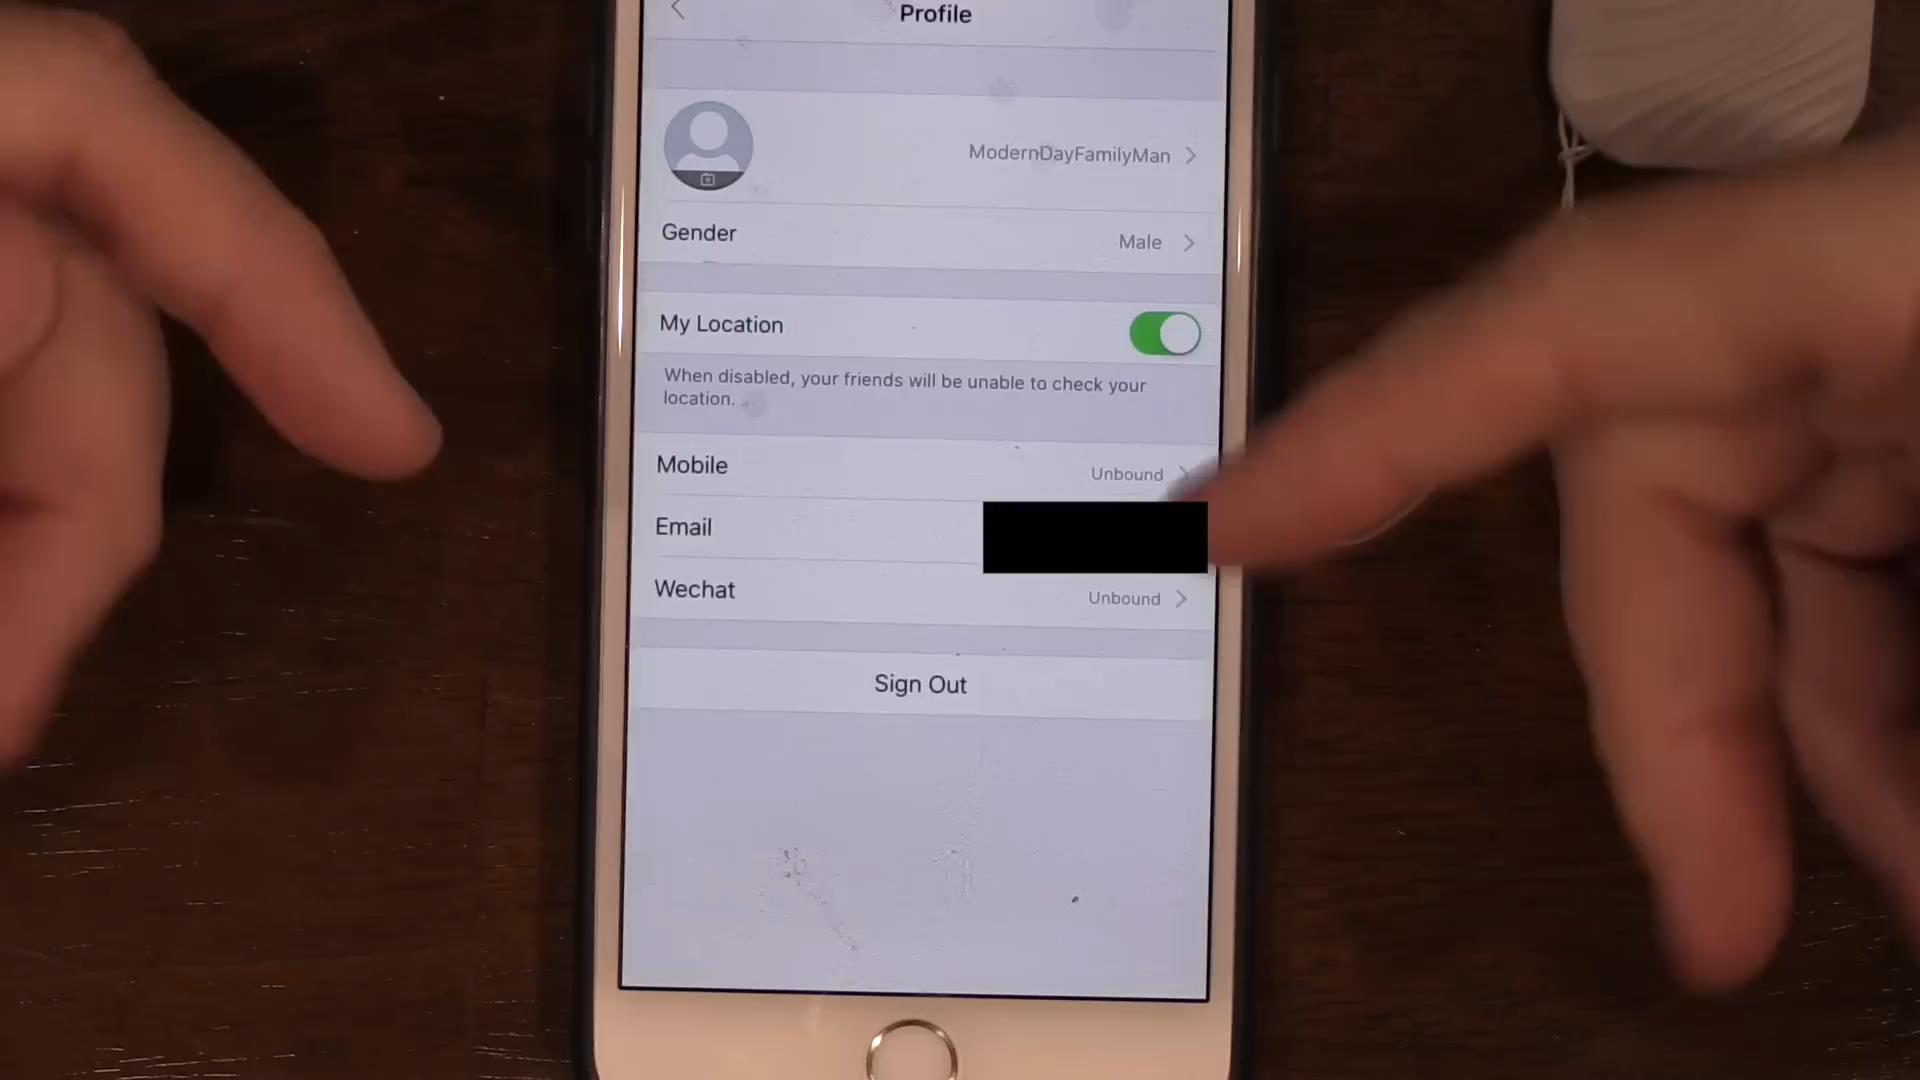 Profile
ModernDayFamilyMan
Gender
Male
My Location
When disabled, your friends will be unable to check your
location.
Mobile
Unbound
Email
Wechat
Unbound
Sign Out